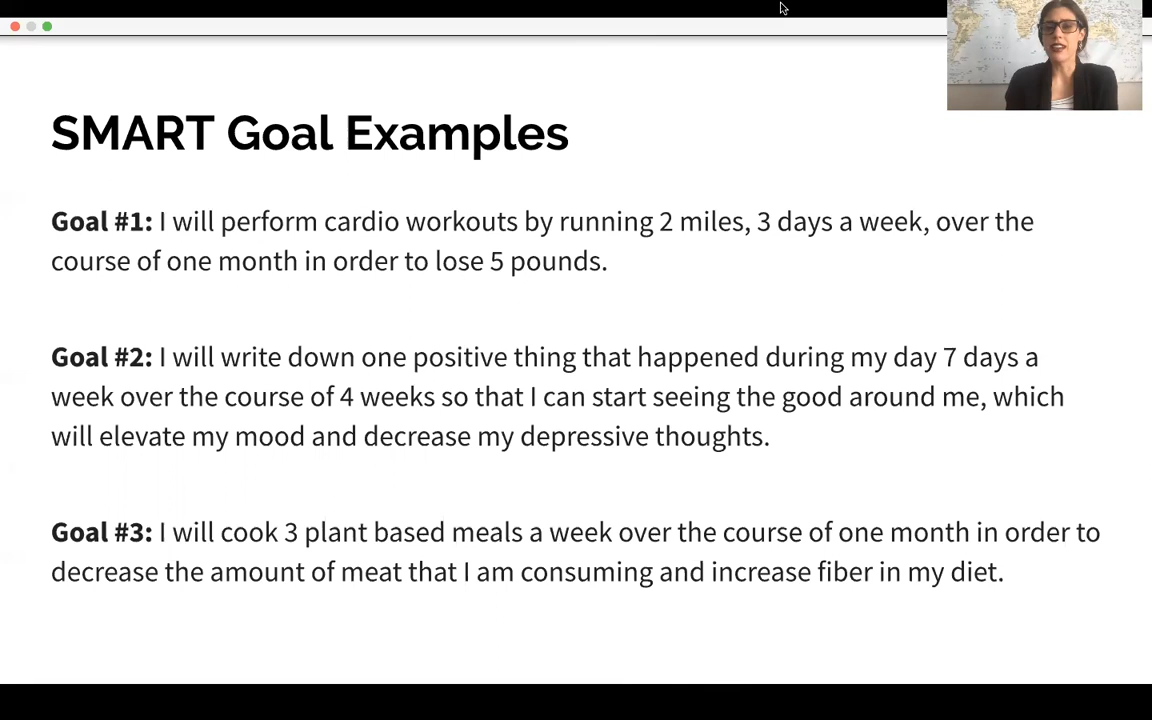 SMART Goal Examples
Goal #1: I will perform cardio workouts by running 2 miles, 3 days a week, over the
course of one month in order to lose 5 pounds.
Goal #2: I will write down one positive thing that happened during my day 7 days a
week over the course of 4 weeks so that I can start seeing the good around me, which
will elevate my mood and decrease my depressive thoughts.
Goal #3: I will cook 3 plant based meals a week over the course of one month in order to
decrease the amount of meat that I am consuming and increase fiber in my diet.